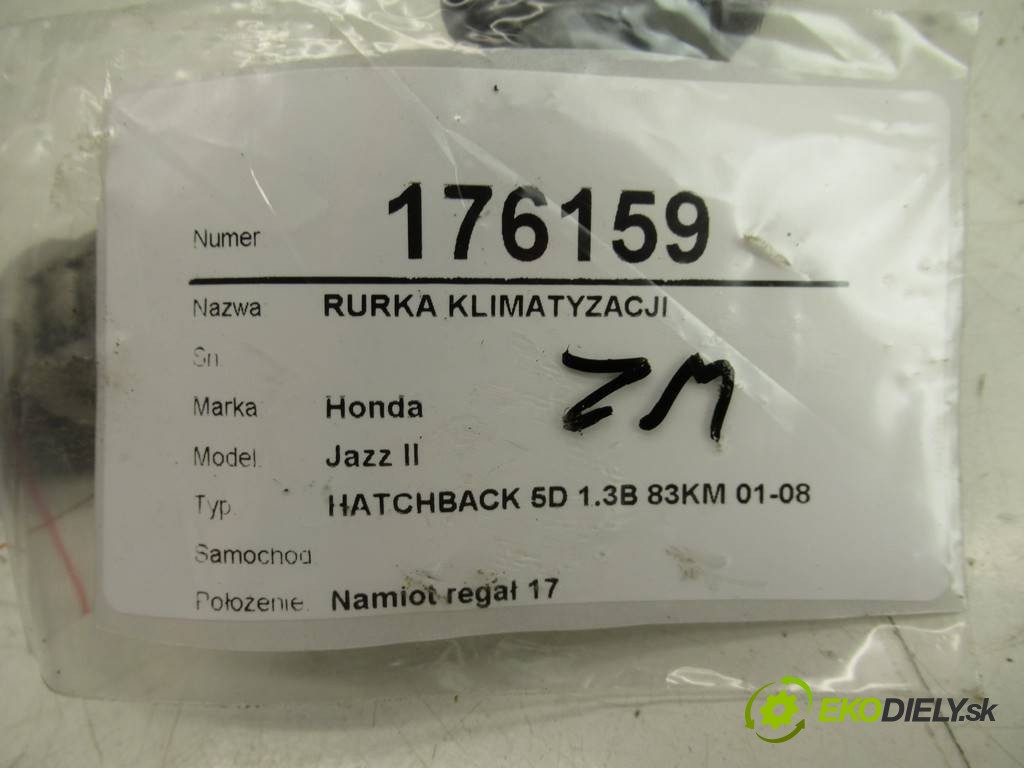 Numer 176159
Nazwa RURKA KLIMATYZACJI
Sn
ZM
Marka Honda
Model. Jazz II
Typ. HATCHBACK 5D 1.3B 83KM 01-08
Samochod
Położenie. Namiot regał 17
EKODIELY.sk